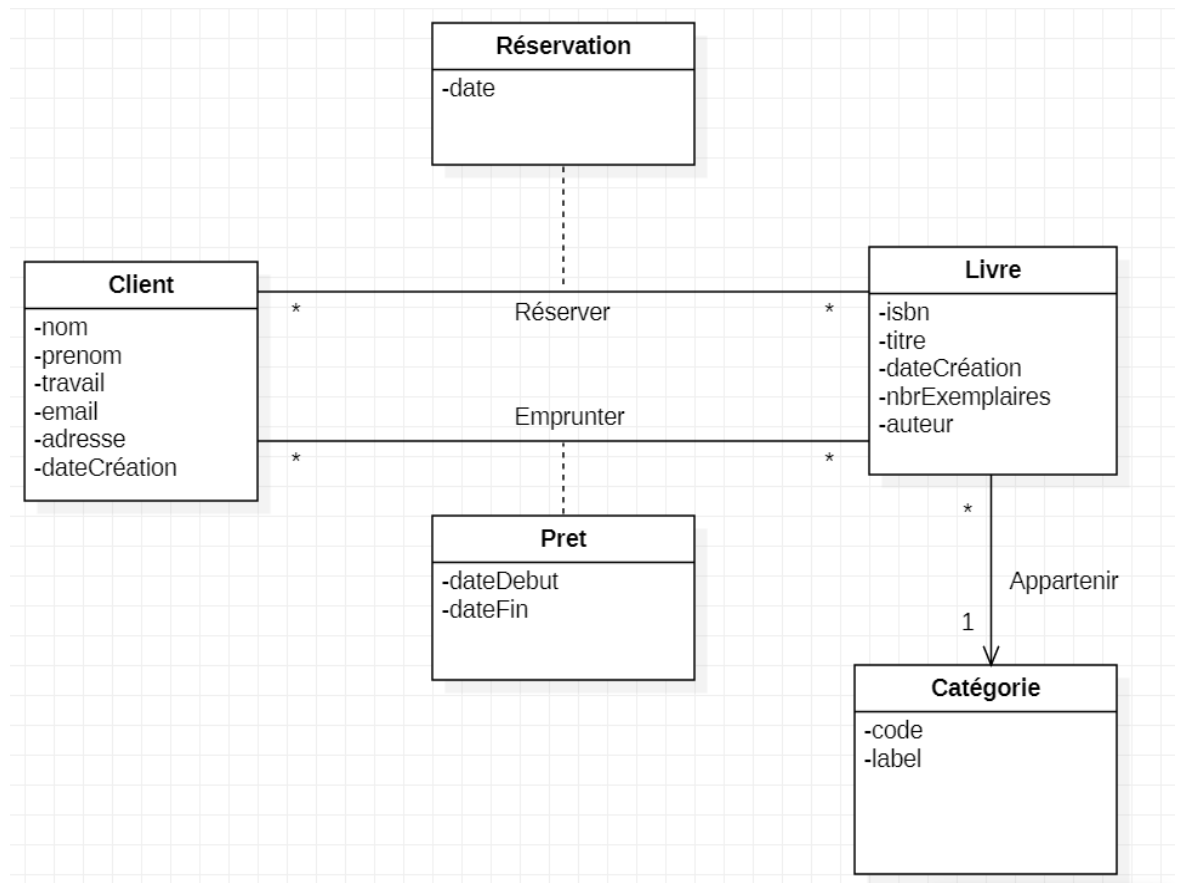 Réservation
-date
Client
-nom
-prenom
-travail
-email
-adresse
-dateCréation
*
Réserver
*
Livre
-isbn
-titre
-dateCréation
-nbrExemplaires
-auteur
Emprunter
*
*
Pret
-dateDebut
-dateFin
*
Appartenir
1
Catégorie
-code
-label